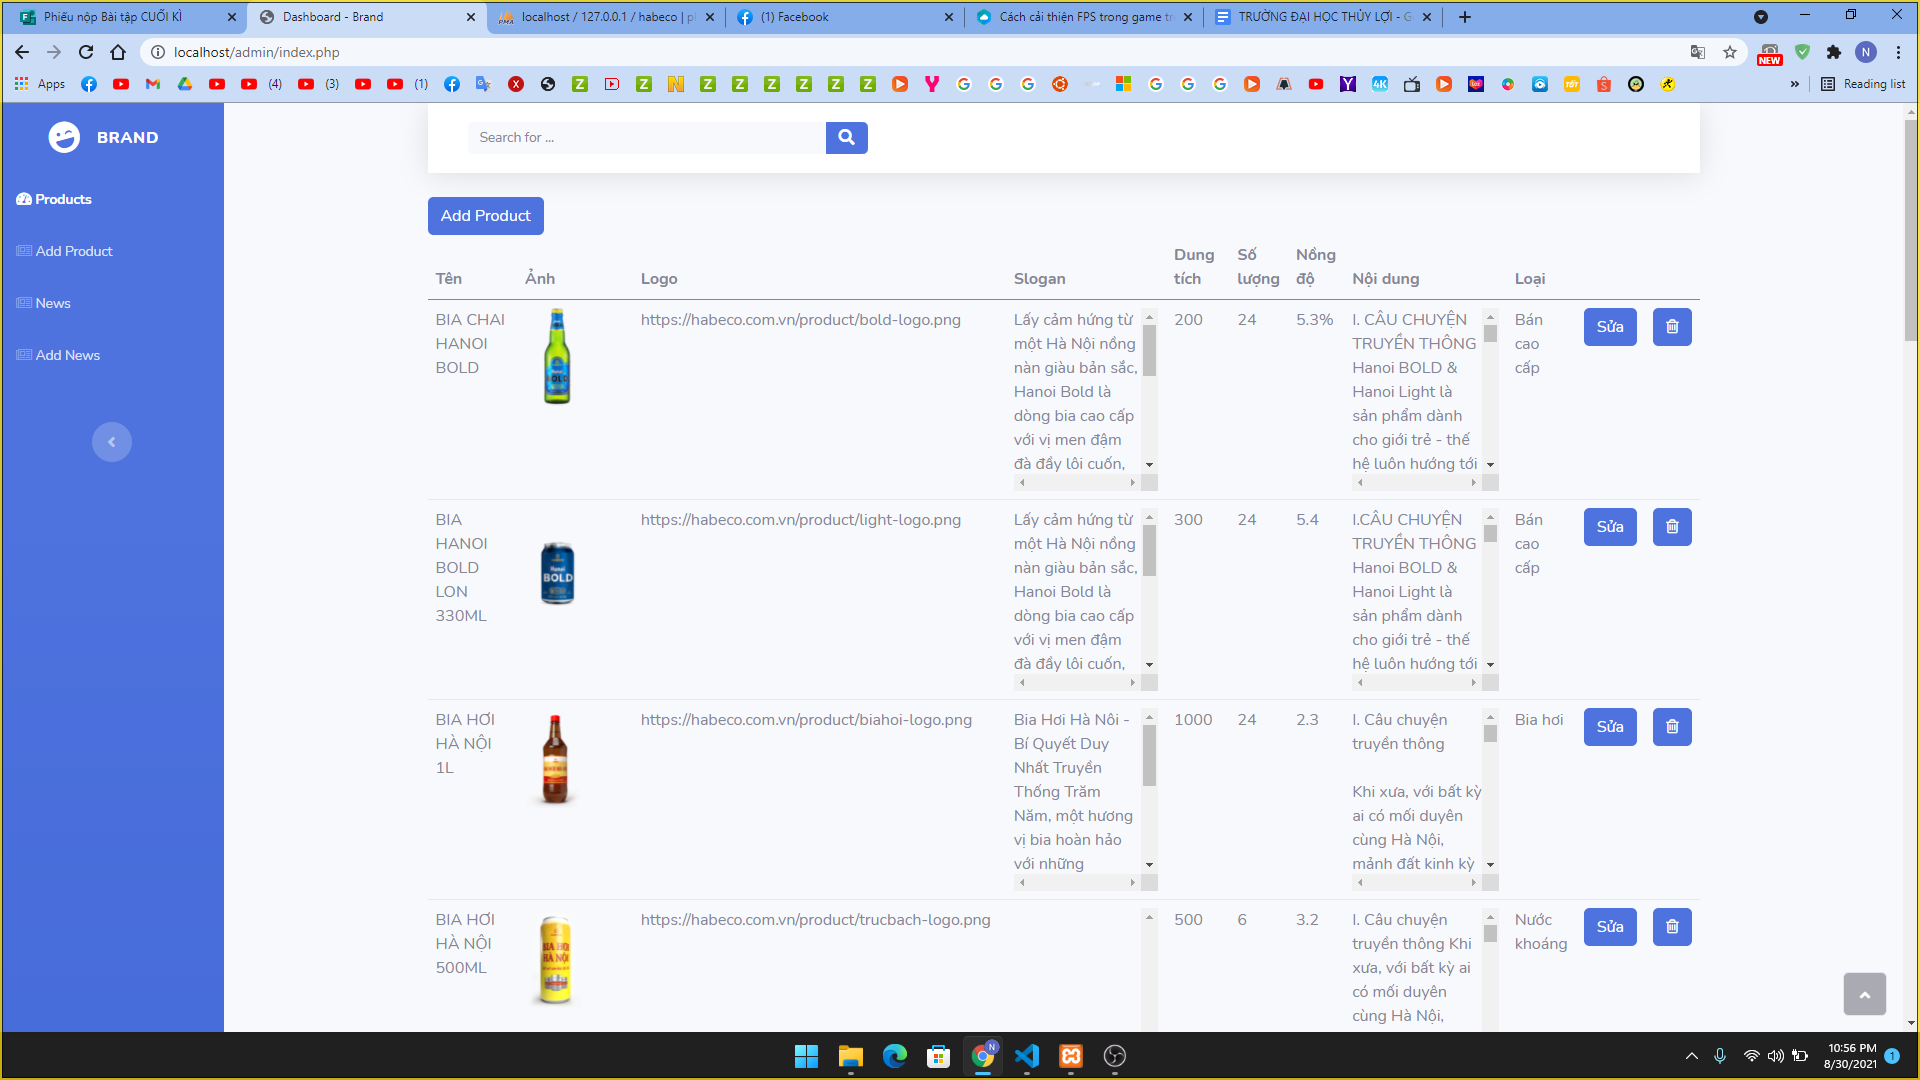 Phiếu nộp Bài tập CUỐI KÌ
Dashboard - Brand
localhost / 127.0.0.1 / habeco | pl
(1) Facebook
Cách cải thiện FPS trong game tr
TRƯỜNG ĐẠI HỌC THỦY LỢI - G
localhost/admin/index.php
NEW
N
Apps
(4)
(3)
(1)
Reading list
BRAND
Products
Add Product
News
Add News
Search for ...
Add Product
Tên
Ảnh
Logo
Slogan
Dung tích
Số lượng
Nồng độ
Nội dung
Loại
BIA CHAI
HANOI
BOLD
https://habeco.com.vn/product/bold-logo.png
Lấy cảm hứng từ
một Hà Nội nồng
nàn giàu bản sắc,
Hanoi Bold là
dòng bia cao cấp
với vị men đậm
đà đầy lôi cuốn,
200
24
5.3%
I. CÂU CHUYỆN
TRUYỀN THÔNG
Hanoi BOLD &
Hanoi Light là
sản phẩm dành
cho giới trẻ - thế
hệ luôn hướng tới
Bán
cao
cấp
Sửa
BIA
HANOI
BOLD
LON
330ML
BOLD
https://habeco.com.vn/product/light-logo.png
Lấy cảm hứng từ
một Hà Nội nồng
nàn giàu bản sắc,
Hanoi Bold là
dòng bia cao cấp
với vị men đậm
đà đầy lôi cuốn,
300
24
5.4
I.CÂU CHUYỆN
TRUYỀN THÔNG
Hanoi BOLD &
Hanoi Light là
sản phẩm dành
cho giới trẻ - thế
hệ luôn hướng tới
Bán
cao
cấp
Sửa
BIA HƠI
HÀ NỘI
1L
https://habeco.com.vn/product/biahoi-logo.png
Bia Hơi Hà Nôi -
Bí Quyết Duy
Nhất Truyền
Thống Trăm
Năm, một hương
vị bia hoàn hảo
với những
1000
24
2.3
I. Câu chuyện
truyền thông
Khi xưa, với bất kỳ
ai có mối duyên
cùng Hà Nội,
mảnh đất kinh kỳ
Bia hơi
Sửa
BIA HƠI
HÀ NỘI
500ML
BIA HƠI
HÀ NỘI
https://habeco.com.vn/product/trucbach-logo.png
500
6
3.2
I. Câu chuyện
truyền thông Khi
xưa, với bất kỳ ai
có mối duyên
cùng Hà Nội,
Nước
khoáng
Sửa
10:56 PM
8/30/2021
1